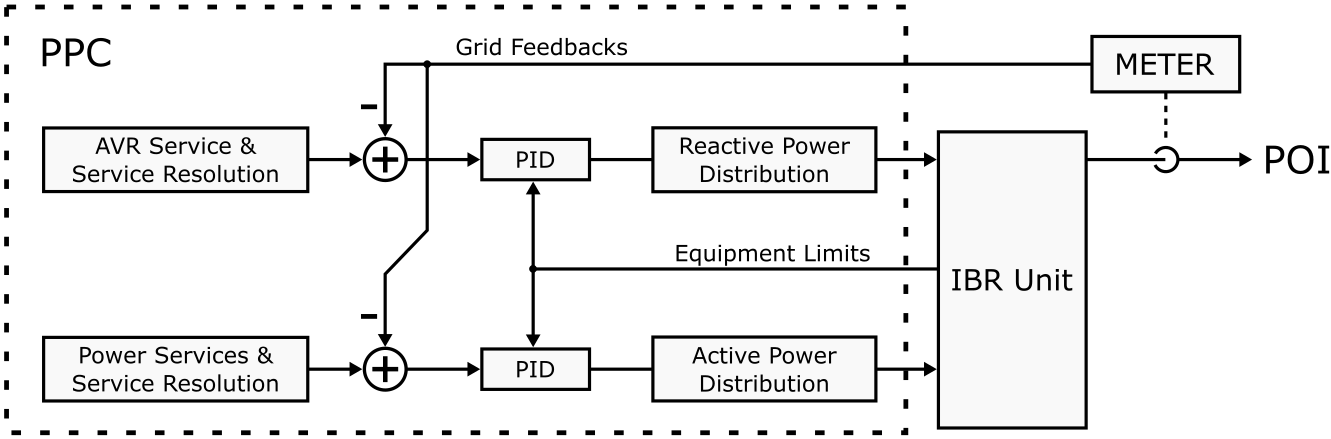 PPC
Grid Feedbacks
METER
AVR Service &
Service Resolution
PID
Reactive Power
Distribution
POI
Equipment Limits
IBR Unit
Power Services &
Service Resolution
PID
Active Power
Distribution